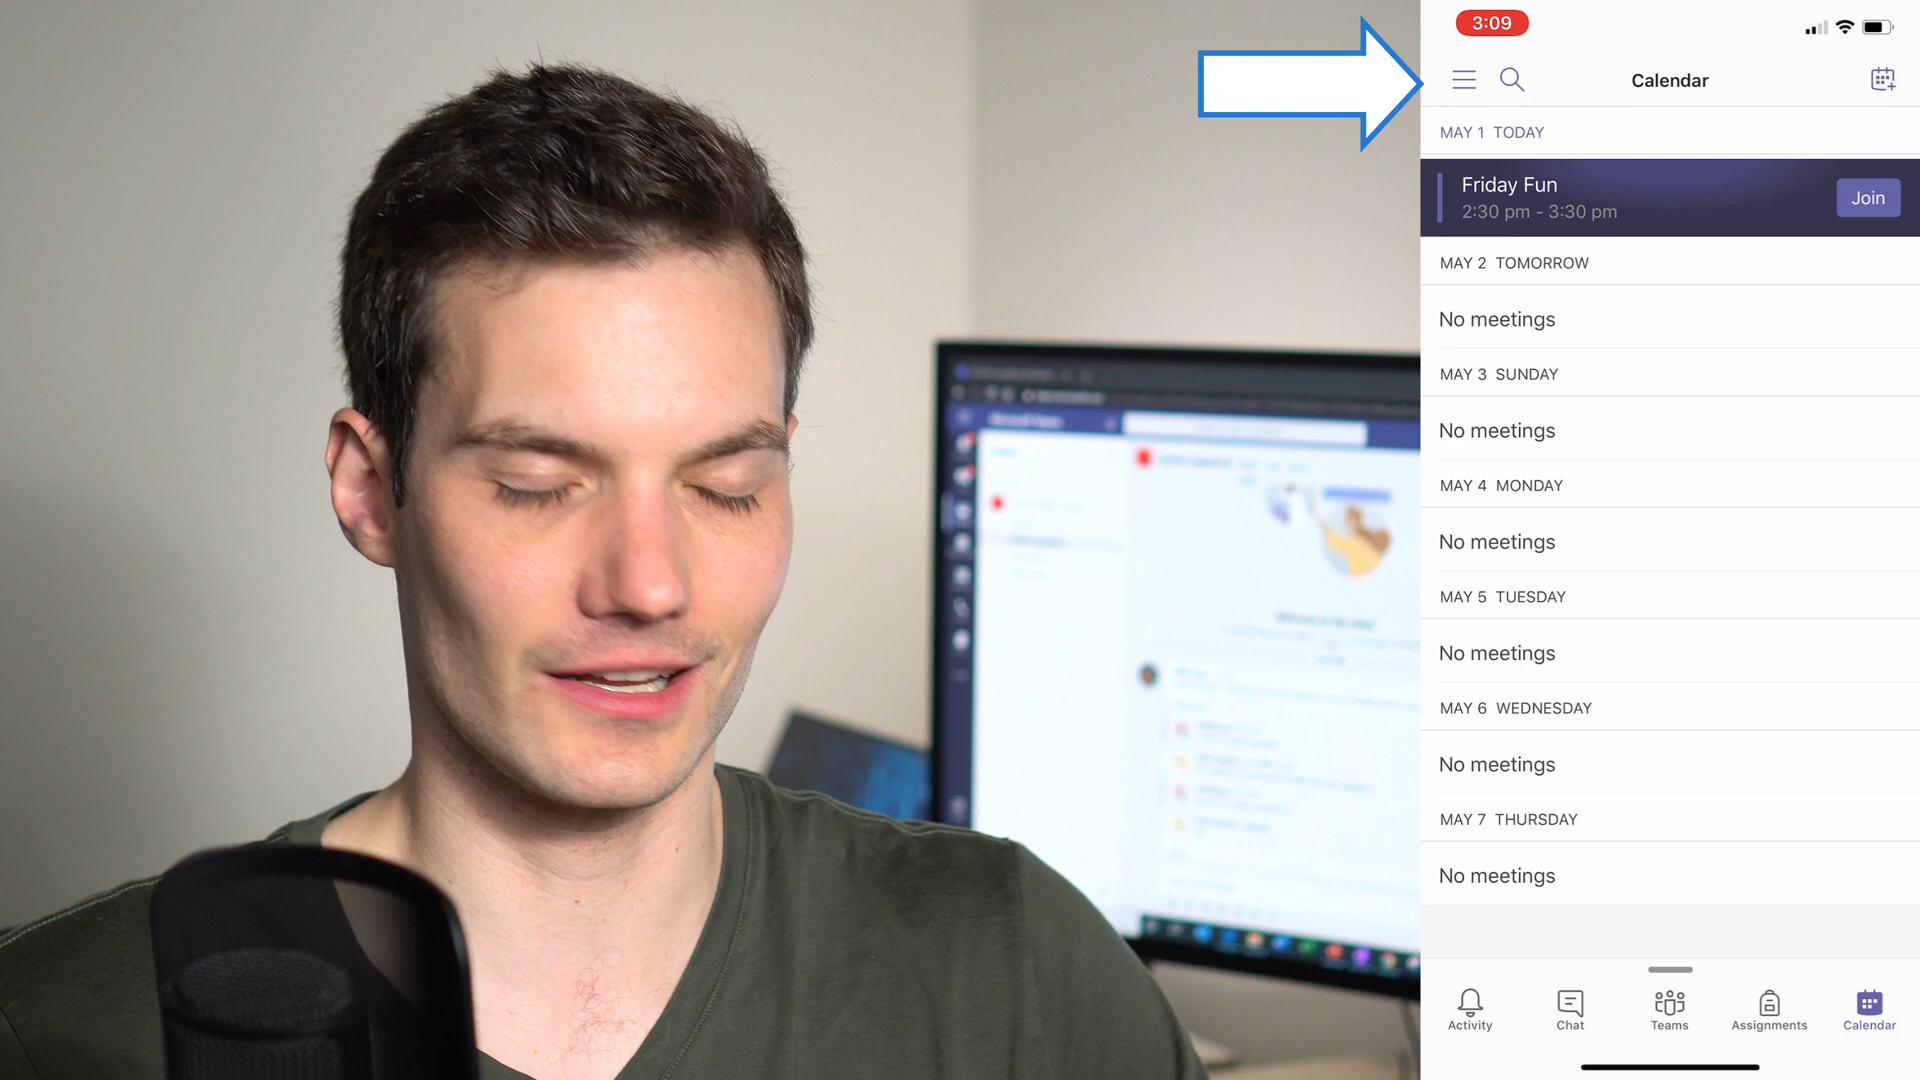 3:09
Calendar
MAY 1 TODAY
Friday Fun
2:30 pm - 3:30 pm
Join
MAY 2 TOMORROW
No meetings
MAY 3 SUNDAY
No meetings
MAY 4 MONDAY
No meetings
MAY 5 TUESDAY
No meetings
MAY 6 WEDNESDAY
No meetings
MAY 7 THURSDAY
No meetings
Activity
Chat
Teams
Assignments
Calendar